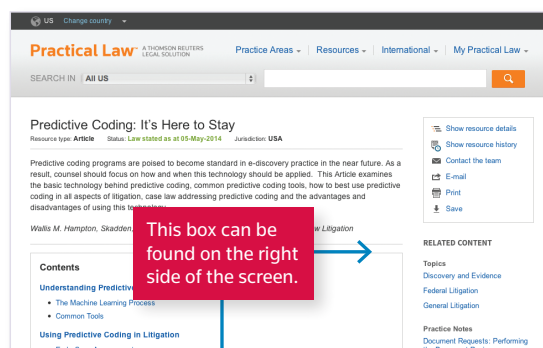 US Change country
Practical Law™ A THOMSON REUTERS
LEGAL SOLUTION
Practice Areas Resources International My Practical Law
SEARCH IN All US
Predictive Coding: It's Here to Stay
Resource type: Article Status: Law stated as at 05-May-2014 Jurisdiction: USA
Predictive coding programs are poised to become standard in e-discovery practice in the near future. As a
result, counsel should focus on how and when this technology should be applied. This Article examines
the basic technology behind predictive coding, common predictive coding tools, how to best use predictive
coding in all aspects of litigation, case law addressing predictive coding and the advantages and
disadvantages of using this technology.
Wallis M. Hampton, Skadden, w Litigation
This box can be
found on the right
side of the screen.
Contents
Understanding Predictive
The Machine Learning Process
Common Tools
Using Predictive Coding in Litigation
Show resource details
Show resource history
Contact the team
E-mail
Print
Save
RELATED CONTENT
Topics
Discovery and Evidence
Federal Litigation
General Litigation
Practice Notes
Document Requests: Performing